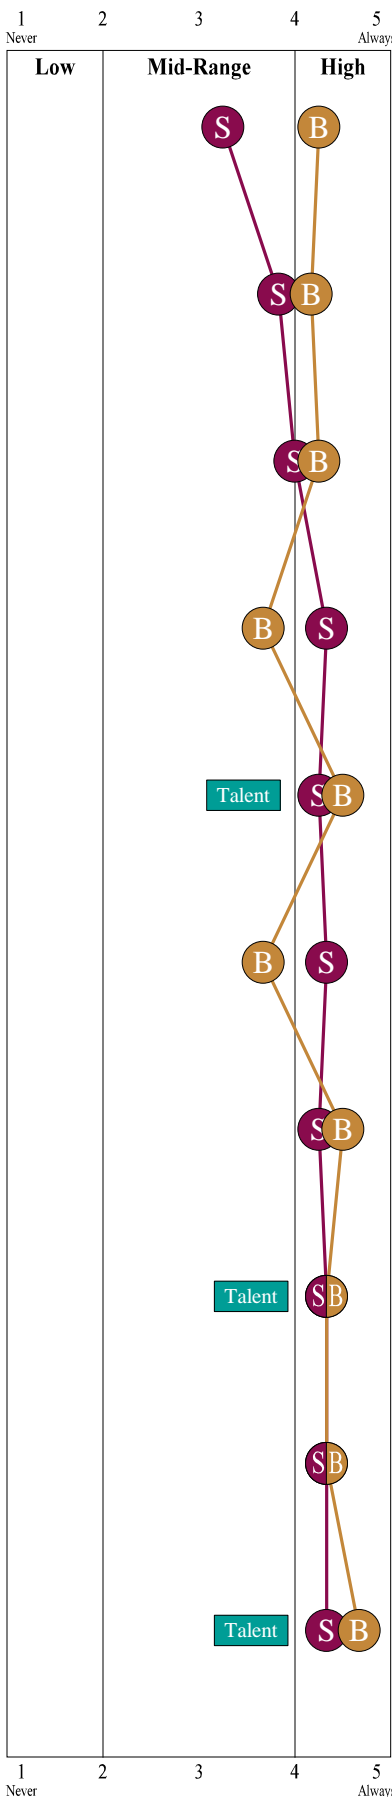 1 2 3 4 5
Never Always
Low Mid-Range High
S B
S B
S B
B S
Talent S B
B S
S B
Talent S B
S B
Talent S B
1 2 3 4 5
Never Always